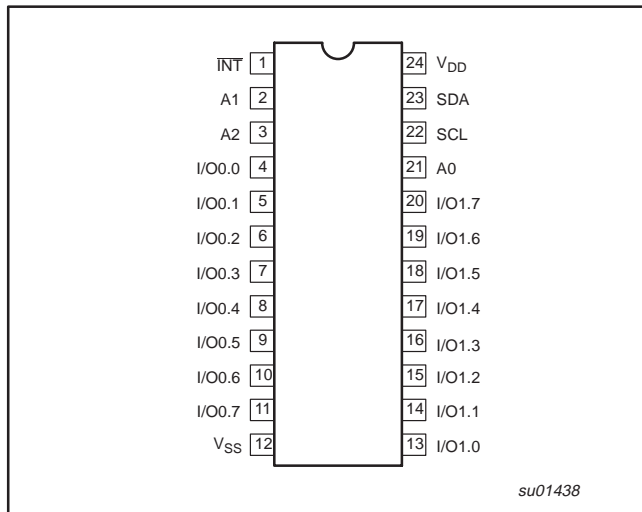 INT 1 24 VDD
A1 2 23 SDA
A2 3 22 SCL
I/O0.0 4 21 A0
I/O0.1 5 20 I/O1.7
I/O0.2 6 19 I/O1.6
I/O0.3 7 18 I/O1.5
I/O0.4 8 17 I/O1.4
I/O0.5 9 16 I/O1.3
I/O0.6 10 15 I/O1.2
I/O0.7 11 14 I/O1.1
VSS 12 13 I/O1.0
su01438